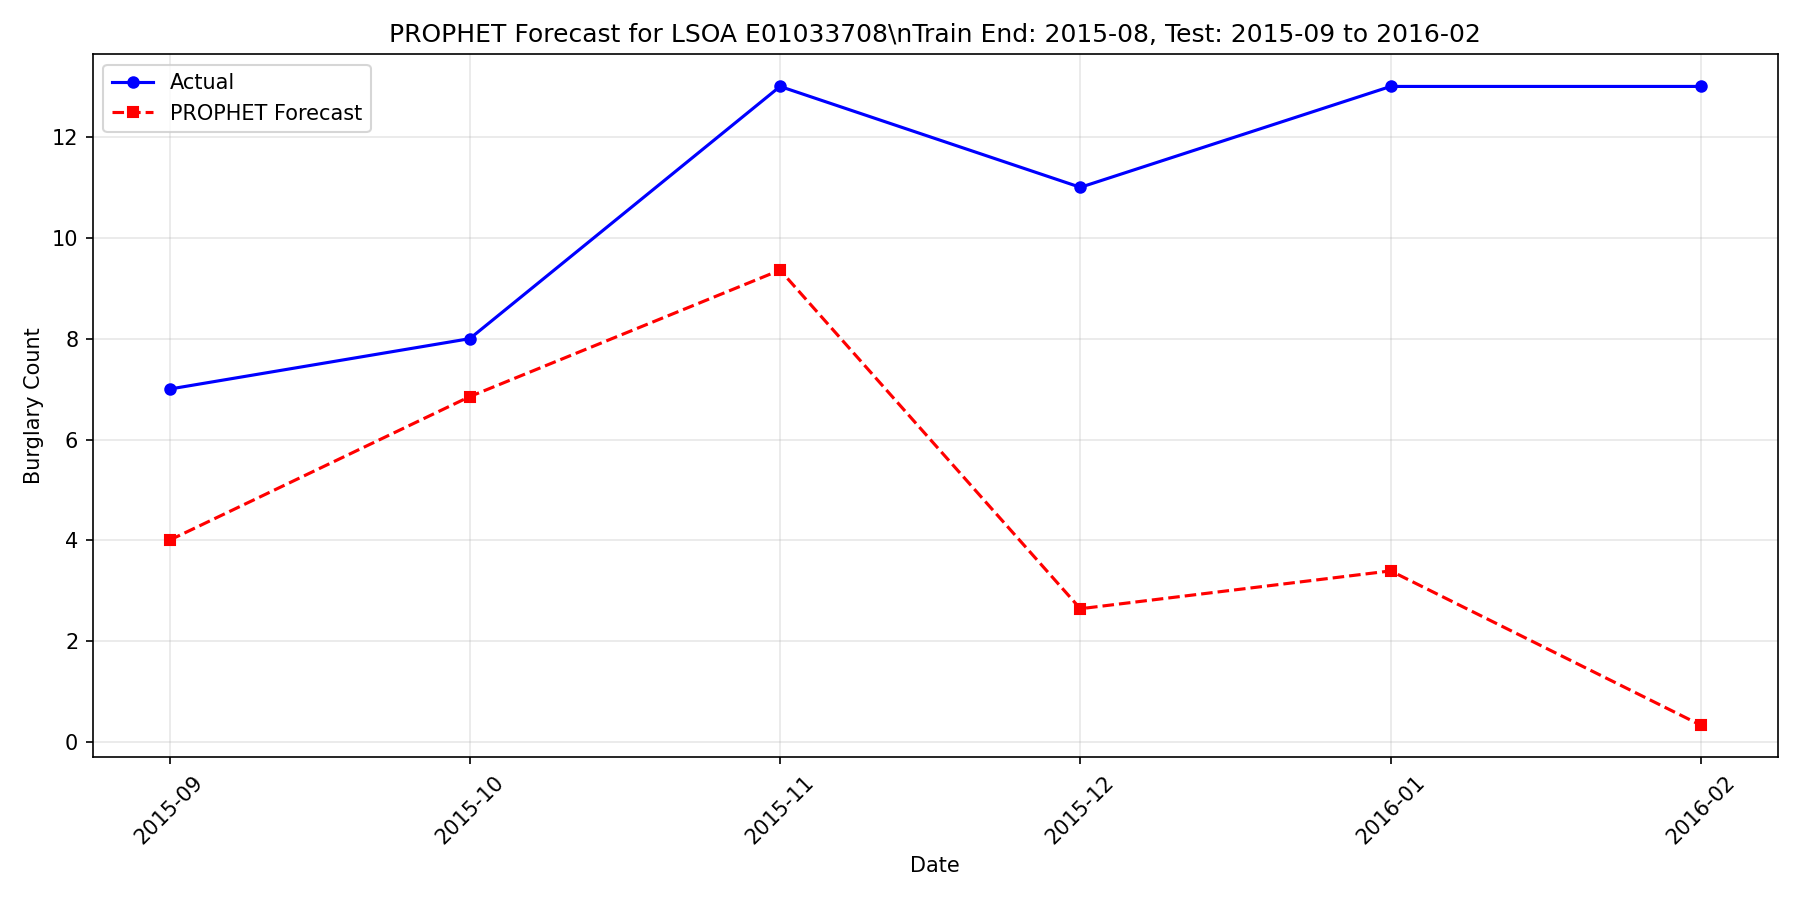 PROPHET Forecast for LSOA E01033708\nTrain End: 2015-08, Test: 2015-09 to 2016-02
Actual
PROPHET Forecast
Burglary Count
12
10
8
6
4
2
0
2015-09
2015-10
2015-11
2015-12
2016-01
2016-02
Date